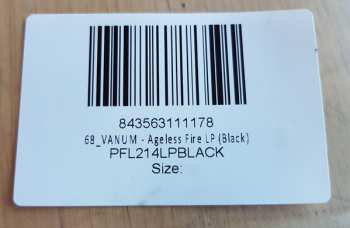 843563111178
68_VANUM - Ageless Fire LP (Black)
PFL214LPBLACK
Size: